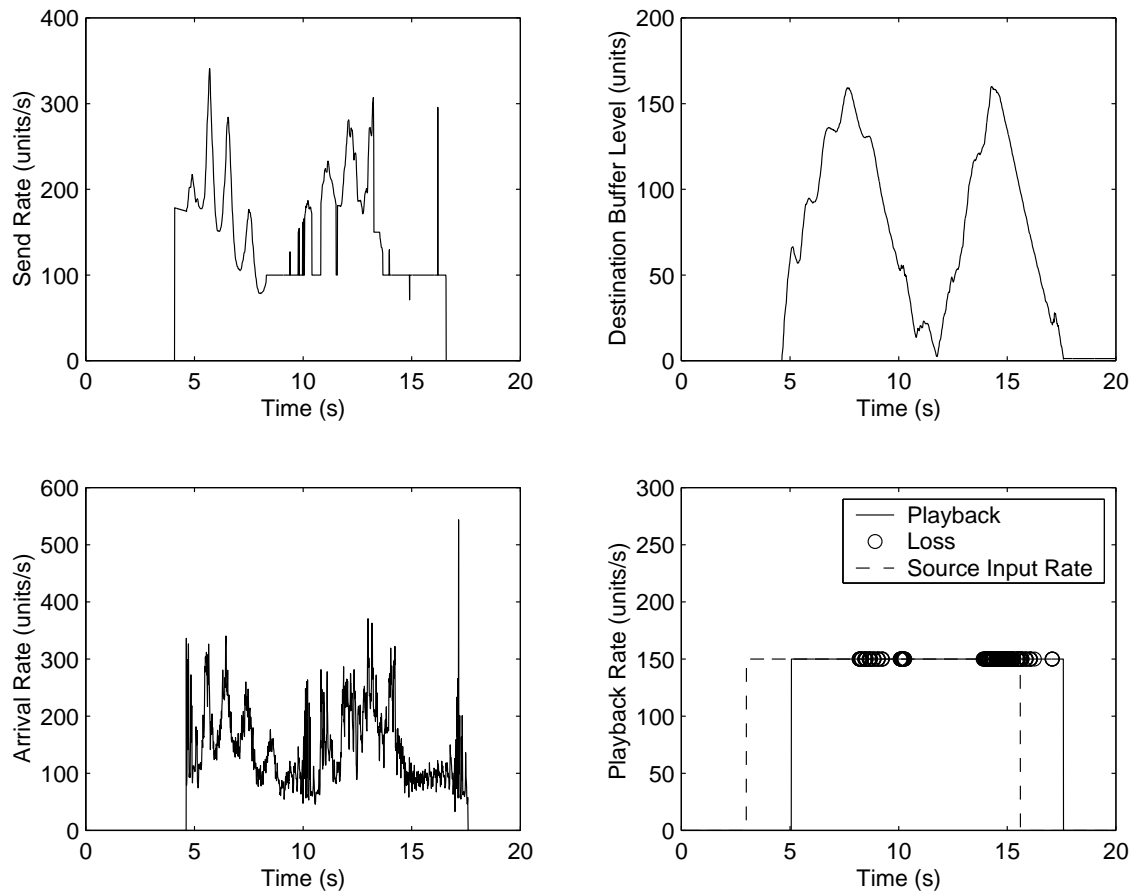 400
300
200
100
0
Send Rate (units/s)
0 5 10 15 20
Time (s)
200
150
100
50
0
Destination Buffer Level (units)
0 5 10 15 20
Time (s)
600
500
400
300
200
100
0
Arrival Rate (units/s)
0 5 10 15 20
Time (s)
300
250
200
150
100
50
0
Playback Rate (units/s)
Playback
Loss
Source Input Rate
0 5 10 15 20
Time (s)